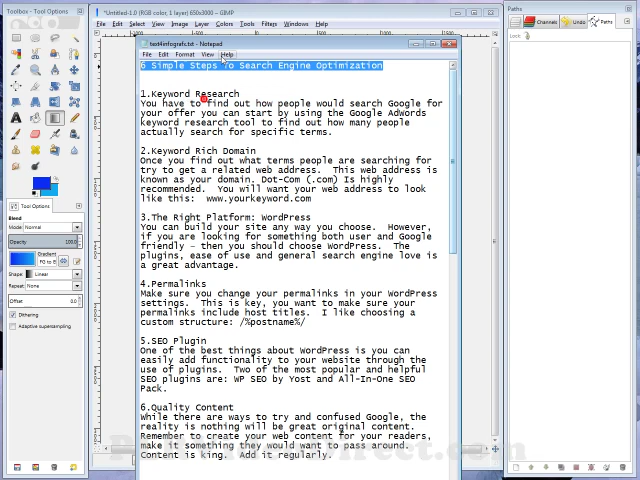 Toolbox - Tool Options
*Untitled-1.0 (RGB color, 1 layer) 650x3000 – GIMP
Paths
File Edit Select View Image Layer Colors Tools Filters Windows Help
Channels Undo Paths
Lock:
text4infografx.txt - Notepad
File Edit Format View Help
6 Simple Steps To Search Engine Optimization
1.Keyword Research
You have to find out how people would search Google for
your offer you can start by using the Google Adwords
keyword research tool to find out how many people
actually search for specific terms.
2.Keyword Rich Domain
Once you find out what terms people are searching for
try to get a related web address.  This web address is
known as your domain. Dot-Com (.com) Is highly
recommended.  You will want your web address to look
like this:  www.yourkeyword.com
3.The Right Platform: WordPress
You can build your site any way you choose.  However,
if you are looking for something both user and Google
friendly – then you should choose WordPress.  The
plugins, ease of use and general search engine love is
a great advantage.
4.Permalinks
Make sure you change your permalinks in your WordPress
settings.  This is key, you want to make sure your
permalinks include host titles.  I like choosing a
custom structure: /%postname%/
5.SEO Plugin
One of the best things about WordPress is you can
easily add functionality to your website through the
use of plugins.  Two of the most popular and helpful
SEO plugins are: WP SEO by Yost and All-In-One SEO
Pack.
6.Quality Content
While there are ways to try and confused Google, the
reality is nothing will be great original content.
Remember to create your web content for your readers,
make it something they would want to pass around.
Content is king.  Add it regularly.
Tool Options
Blend
Mode: Normal
Opacity 100.0
Gradient
FG to B
Shape: Linear
Repeat: None
Offset 0.0
Dithering
Adaptive supersampling